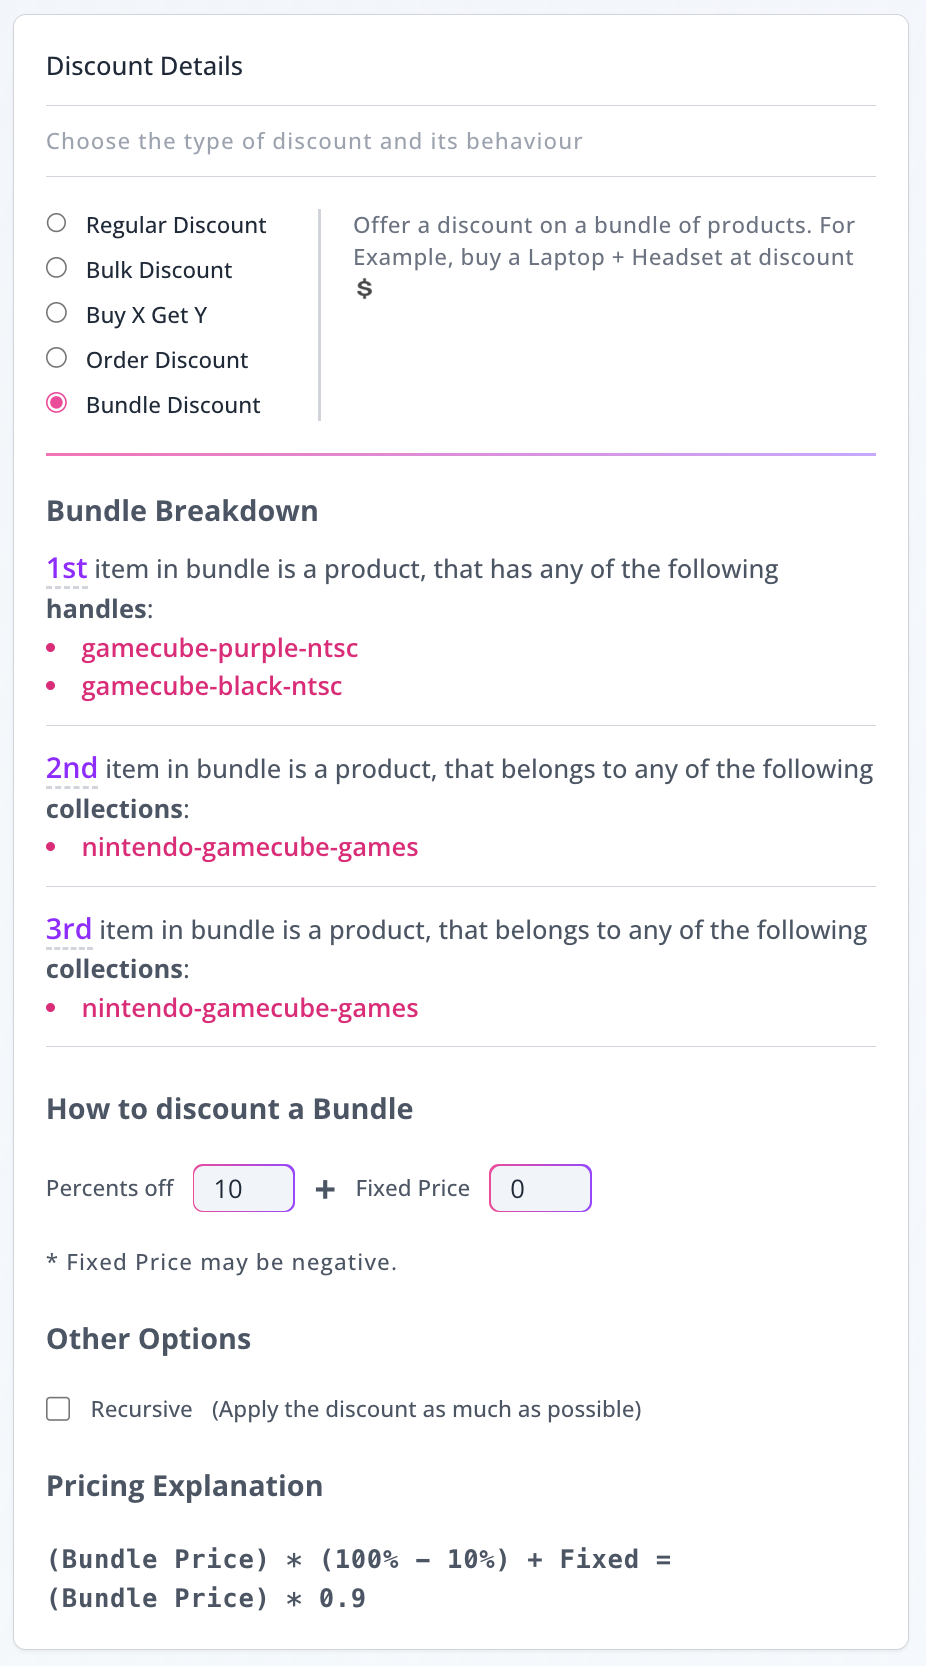 Discount Details
Choose the type of discount and its behaviour
Regular Discount
Bulk Discount
Buy X Get Y
Order Discount
Bundle Discount
Offer a discount on a bundle of products. For
Example, buy a Laptop + Headset at discount
$
Bundle Breakdown
1st item in bundle is a product, that has any of the following
handles:
• gamecube-purple-ntsc
• gamecube-black-ntsc
2nd item in bundle is a product, that belongs to any of the following
collections:
• nintendo-gamecube-games
3rd item in bundle is a product, that belongs to any of the following
collections:
• nintendo-gamecube-games
How to discount a Bundle
Percents off 10 + Fixed Price 0
* Fixed Price may be negative.
Other Options
Recursive (Apply the discount as much as possible)
Pricing Explanation
(Bundle Price) * (100% – 10%) + Fixed =
(Bundle Price) * 0.9